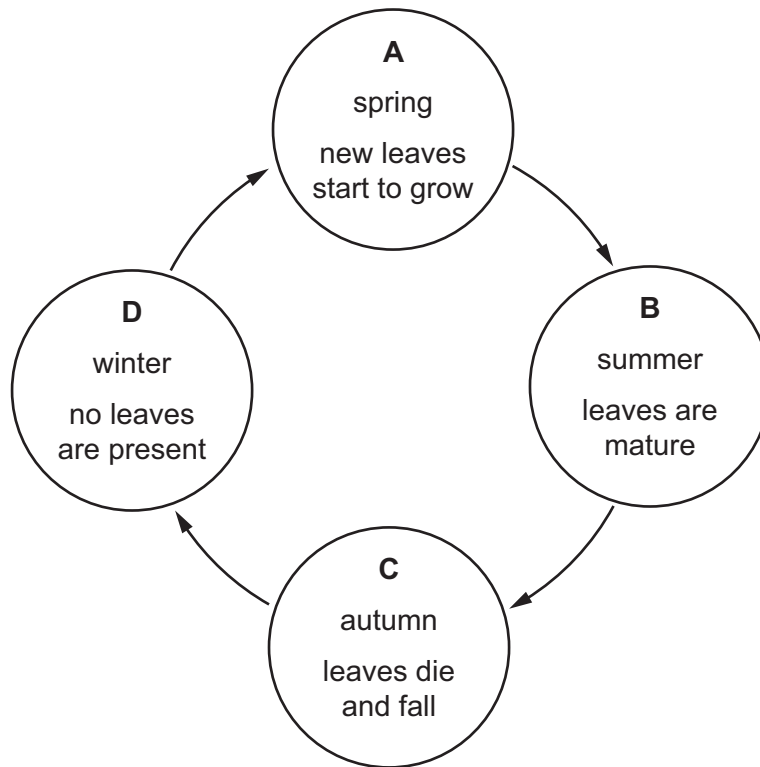 A
spring
new leaves
start to grow
B
summer
leaves are
mature
C
autumn
leaves die
and fall
D
winter
no leaves
are present